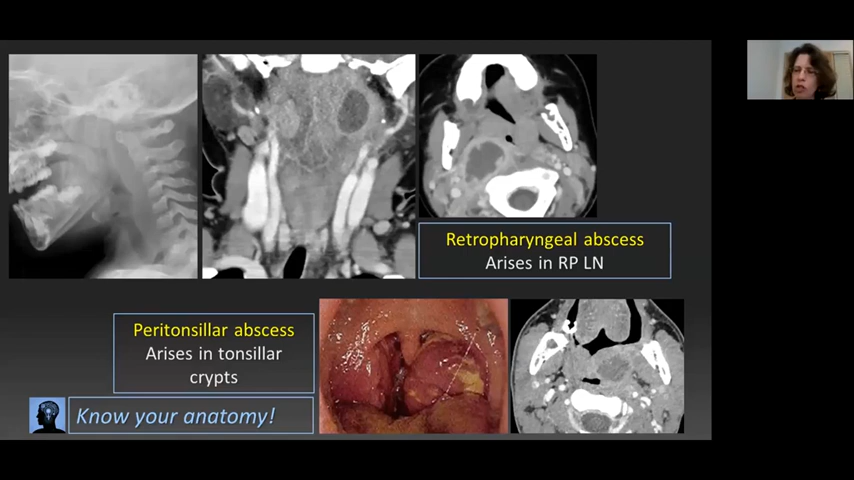 Retropharyngeal abscess
Arises in RP LN
Peritonsillar abscess
Arises in tonsillar
crypts
Know your anatomy!